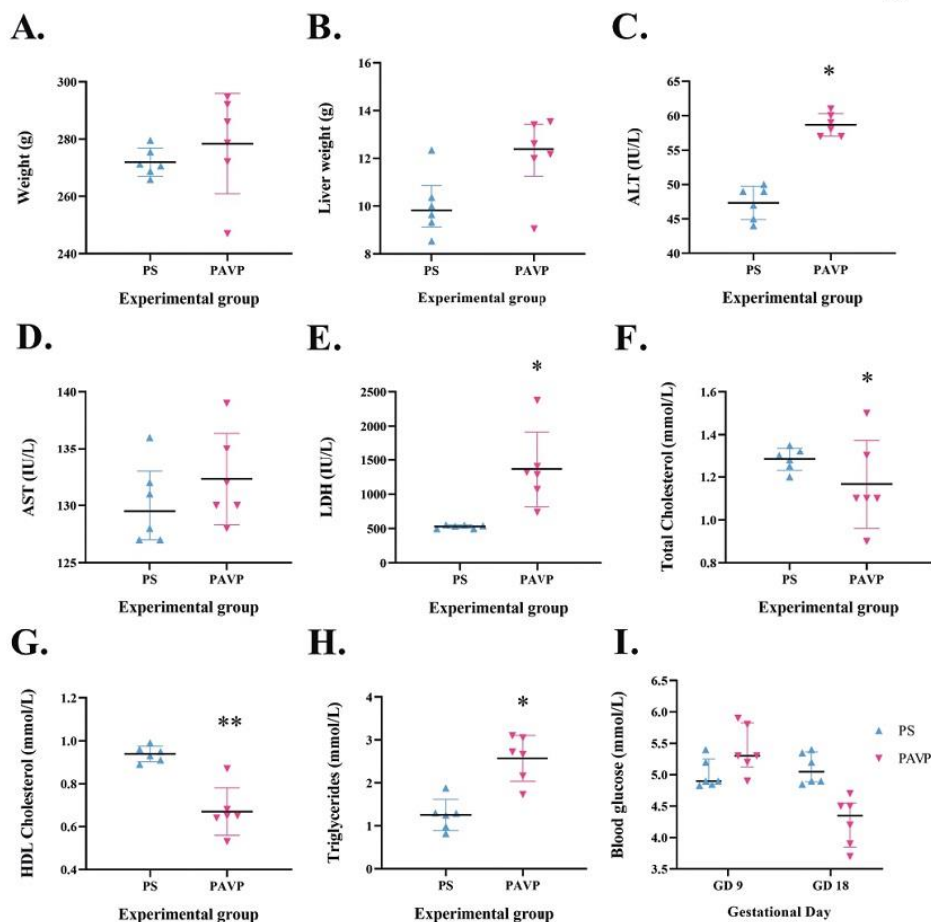 A.
Weight (g)
300
280
260
240
PS
PAVP
Experimental group
B.
Liver weight (g)
16
14
12
10
8
PS
PAVP
Experimental group
C.
ALT (IU/L)
65
60
55
50
45
40
*
PS
PAVP
Experimental group
D.
AST (IU/L)
140
135
130
125
PS
PAVP
Experimental group
E.
LDH (IU/L)
2500
2000
1500
1000
500
0
*
PS
PAVP
Experimental group
F.
Total Cholesterol (mmol/L)
1.6
1.4
1.2
1.0
0.8
*
PS
PAVP
Experimental group
G.
HDL Cholesterol (mmol/L)
1.2
1.0
0.8
0.6
0.4
**
PS
PAVP
Experimental group
H.
Triglycerides (mmol/L)
4
3
2
1
0
*
PS
PAVP
Experimental group
I.
Blood glucose (mmol/L)
6.5
6.0
5.5
5.0
4.5
4.0
3.5
GD 9
GD 18
Gestational Day
PS
PAVP